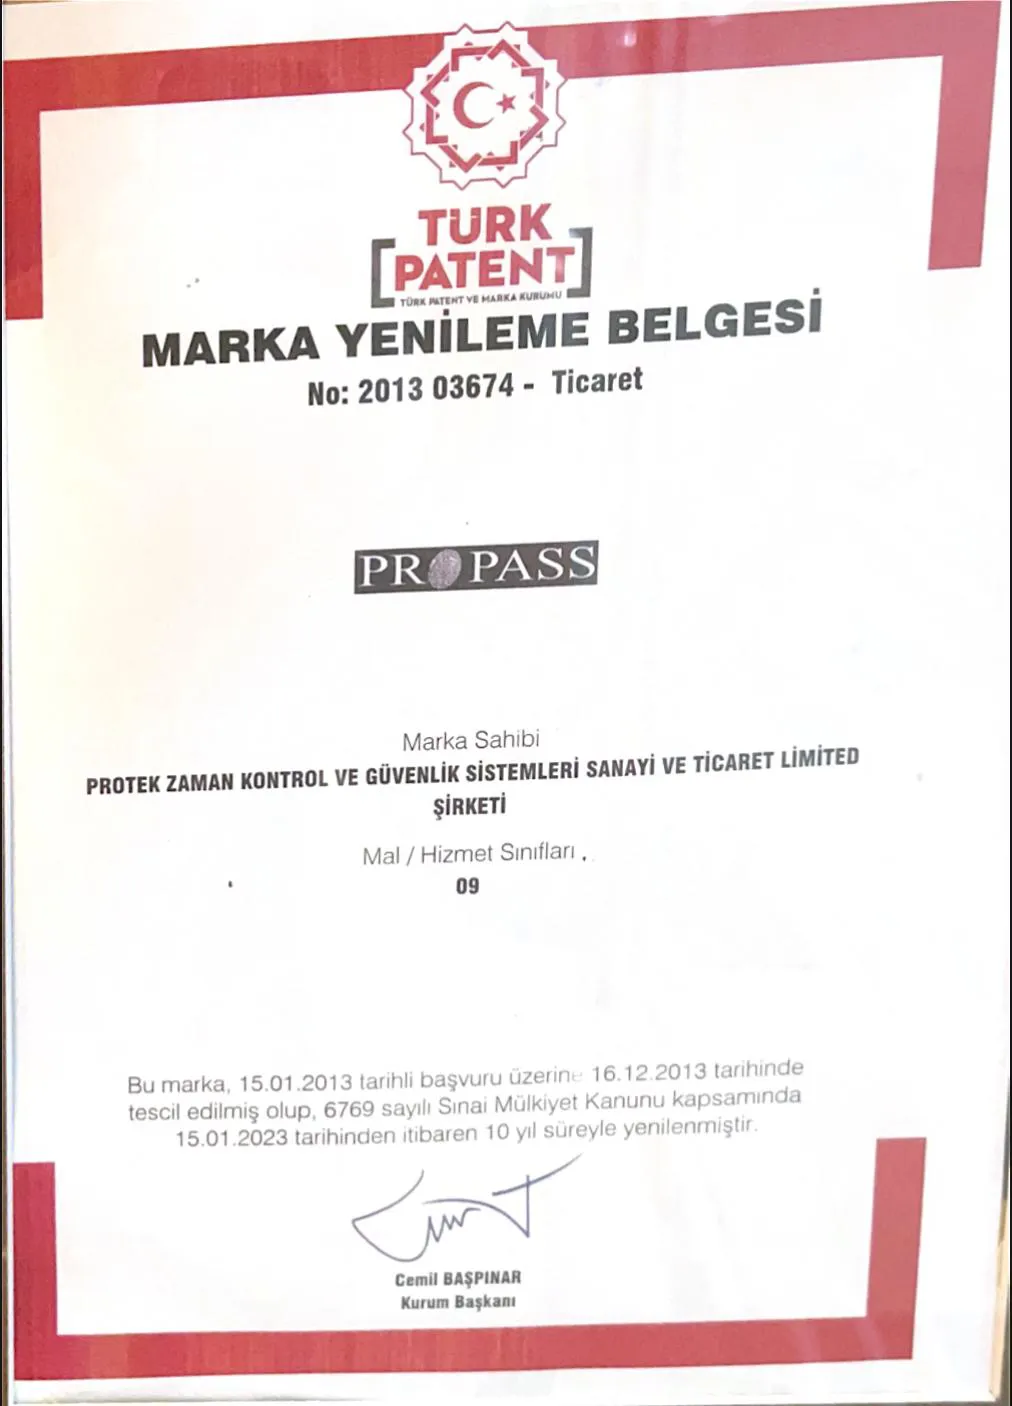 TÜRK
PATENT
TÜRK PATENT VE MARKA KURUMU
MARKA YENİLEME BELGESİ
No: 2013 03674 - Ticaret
PROPASS
Marka Sahibi
PROTEK ZAMAN KONTROL VE GÜVENLİK SİSTEMLERİ SANAYİ VE TİCARET LİMİTED
ŞİRKETİ
Mal / Hizmet Sınıfları
09
Bu marka, 15.01.2013 tarihli başvuru üzerine 16.12.2013 tarihinde
tescil edilmiş olup, 6769 sayılı Sınai Mülkiyet Kanunu kapsamında
15.01.2023 tarihinden itibaren 10 yıl süreyle yenilenmiştir.
Cemil BAŞPINAR
Kurum Başkanı